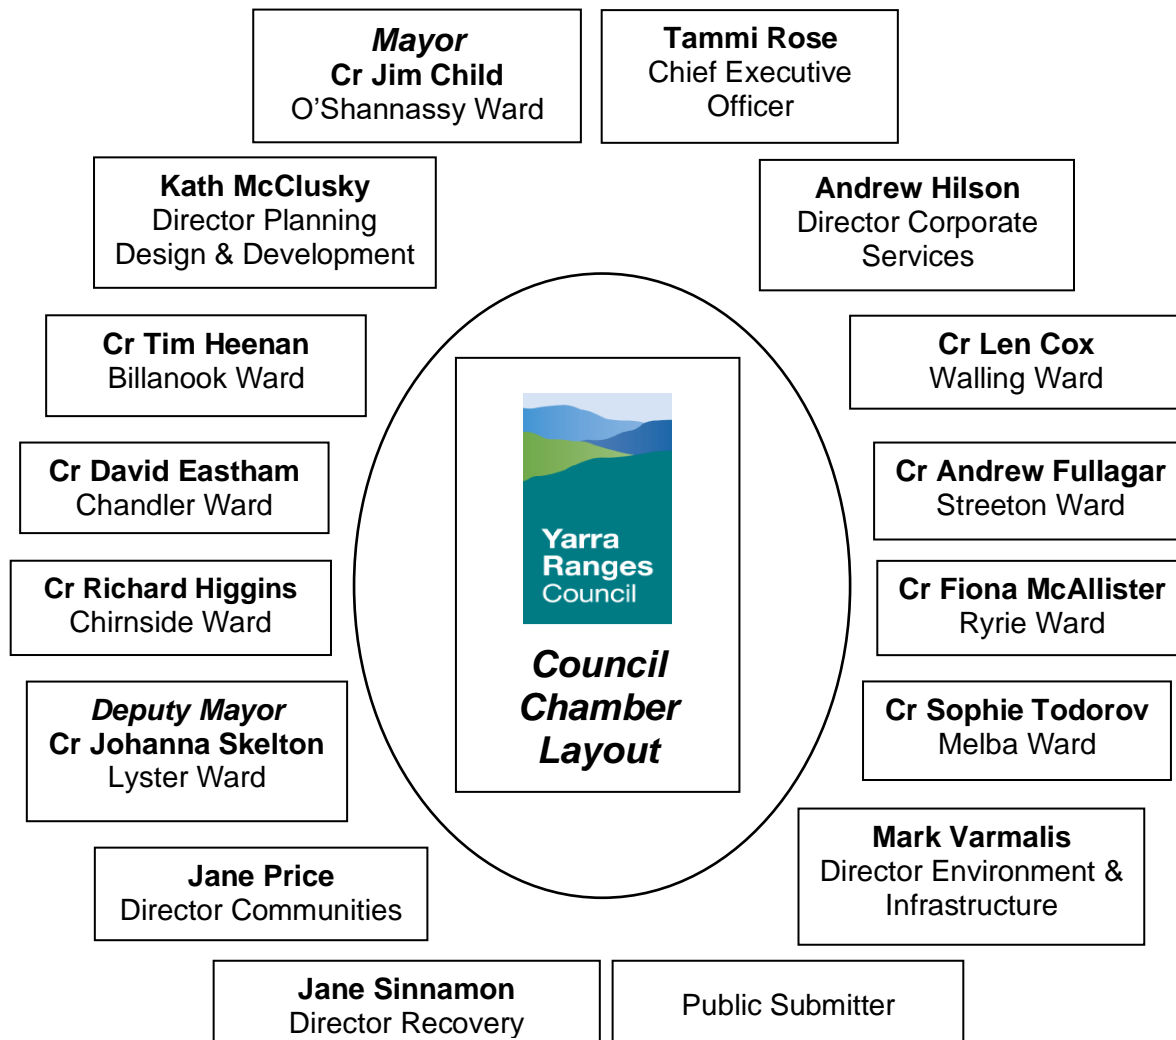 Mayor
Cr Jim Child
O’Shannassy Ward
Tammi Rose
Chief Executive
Officer
Kath McClusky
Director Planning
Design & Development
Andrew Hilson
Director Corporate
Services
Cr Tim Heenan
Billanook Ward
Cr Len Cox
Walling Ward
Cr David Eastham
Chandler Ward
Cr Andrew Fullagar
Streeton Ward
Cr Richard Higgins
Chirnside Ward
Cr Fiona McAllister
Ryrie Ward
Yarra
Ranges
Council
Council
Chamber
Layout
Deputy Mayor
Cr Johanna Skelton
Lyster Ward
Cr Sophie Todorov
Melba Ward
Jane Price
Director Communities
Mark Varmalis
Director Environment &
Infrastructure
Jane Sinnamon
Director Recovery
Public Submitter